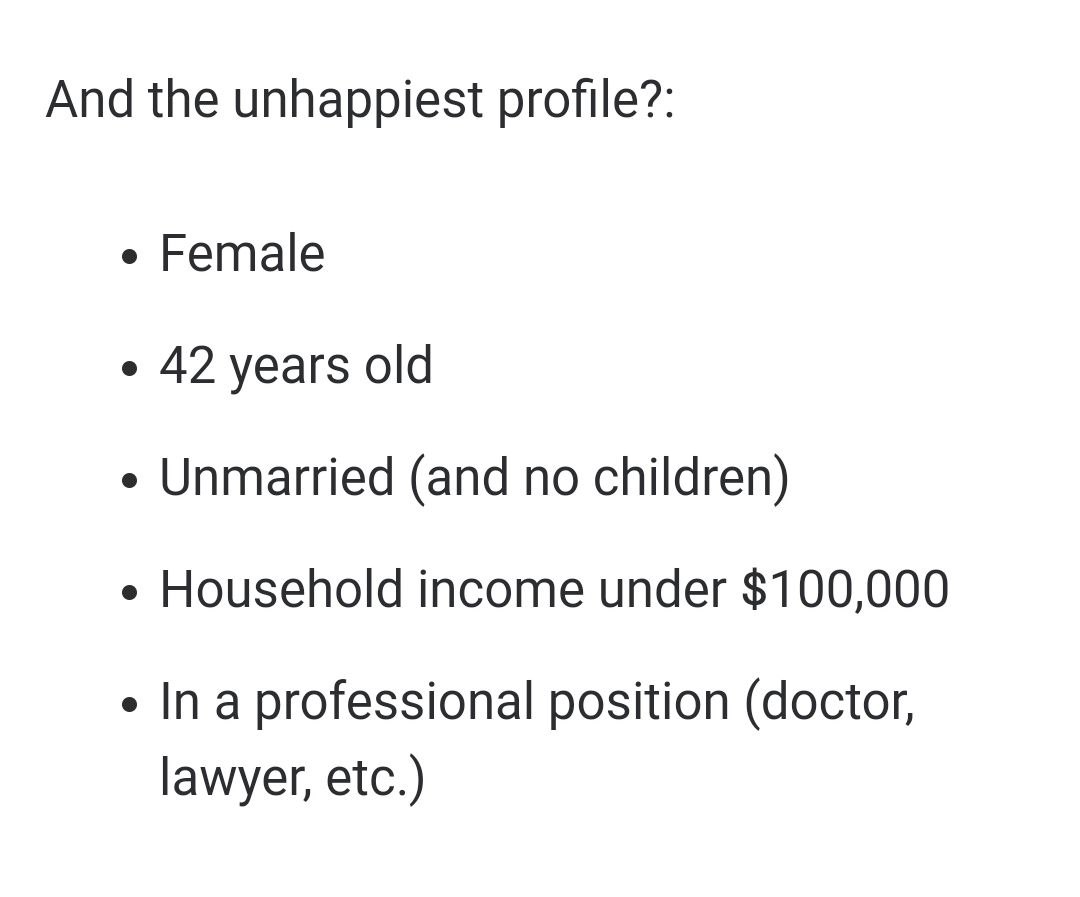 And the unhappiest profile?:
• Female
• 42 years old
• Unmarried (and no children)
• Household income under $100,000
• In a professional position (doctor,
lawyer, etc.)